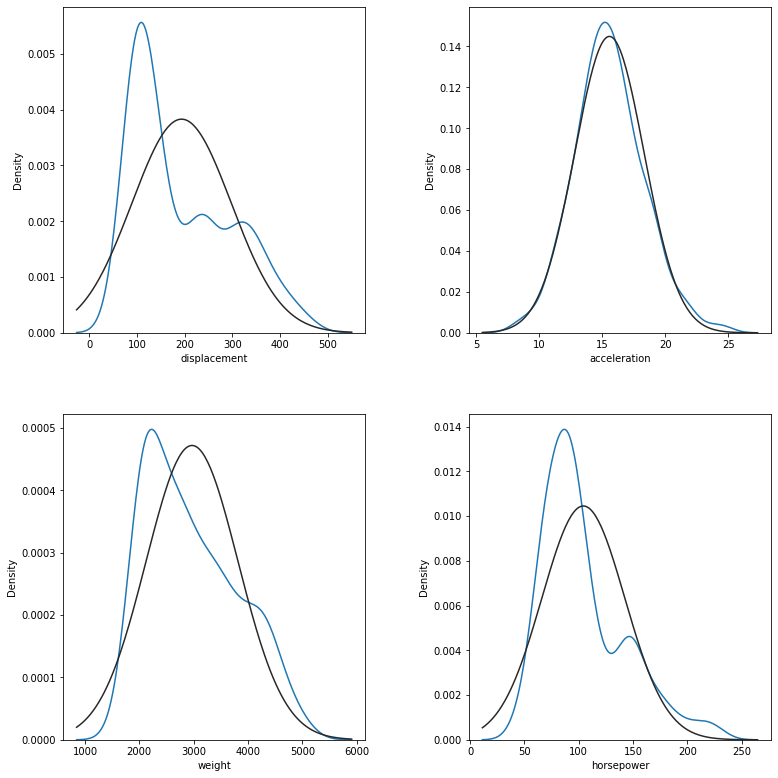 0.005
0.004
0.003
0.002
0.001
0.000
Density
0 100 200 300 400 500
displacement
0.14
0.12
0.10
0.08
0.06
0.04
0.02
0.00
Density
5 10 15 20 25
acceleration
0.0005
0.0004
0.0003
0.0002
0.0001
0.0000
Density
1000 2000 3000 4000 5000 6000
weight
0.014
0.012
0.010
0.008
0.006
0.004
0.002
0.000
Density
0 50 100 150 200 250
horsepower